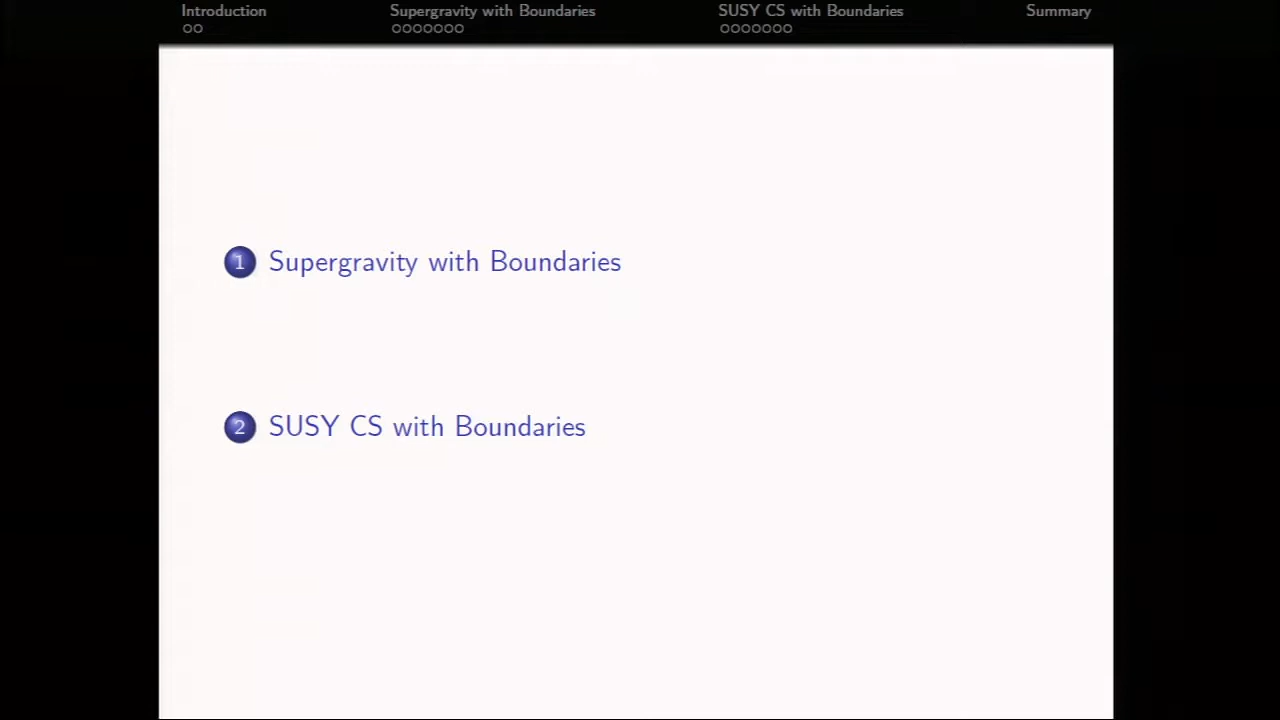 Introduction Supergravity with Boundaries SUSY CS with Boundaries Summary
1 Supergravity with Boundaries
2 SUSY CS with Boundaries